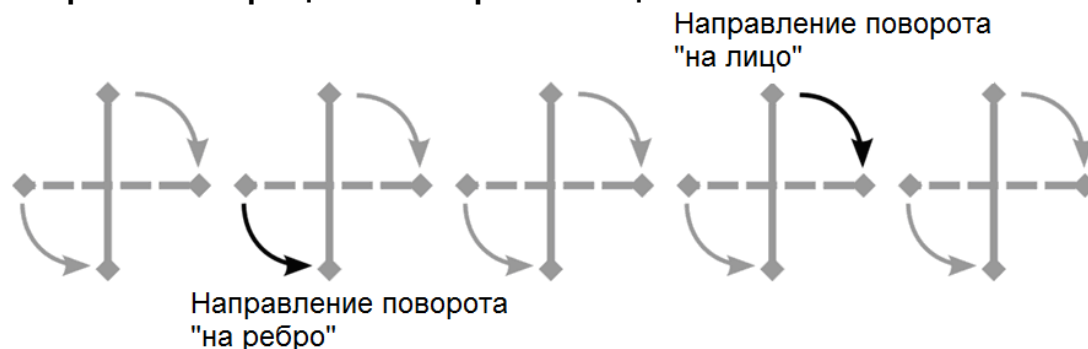 Направление поворота
"на лицо"
Направление поворота
"на ребро"